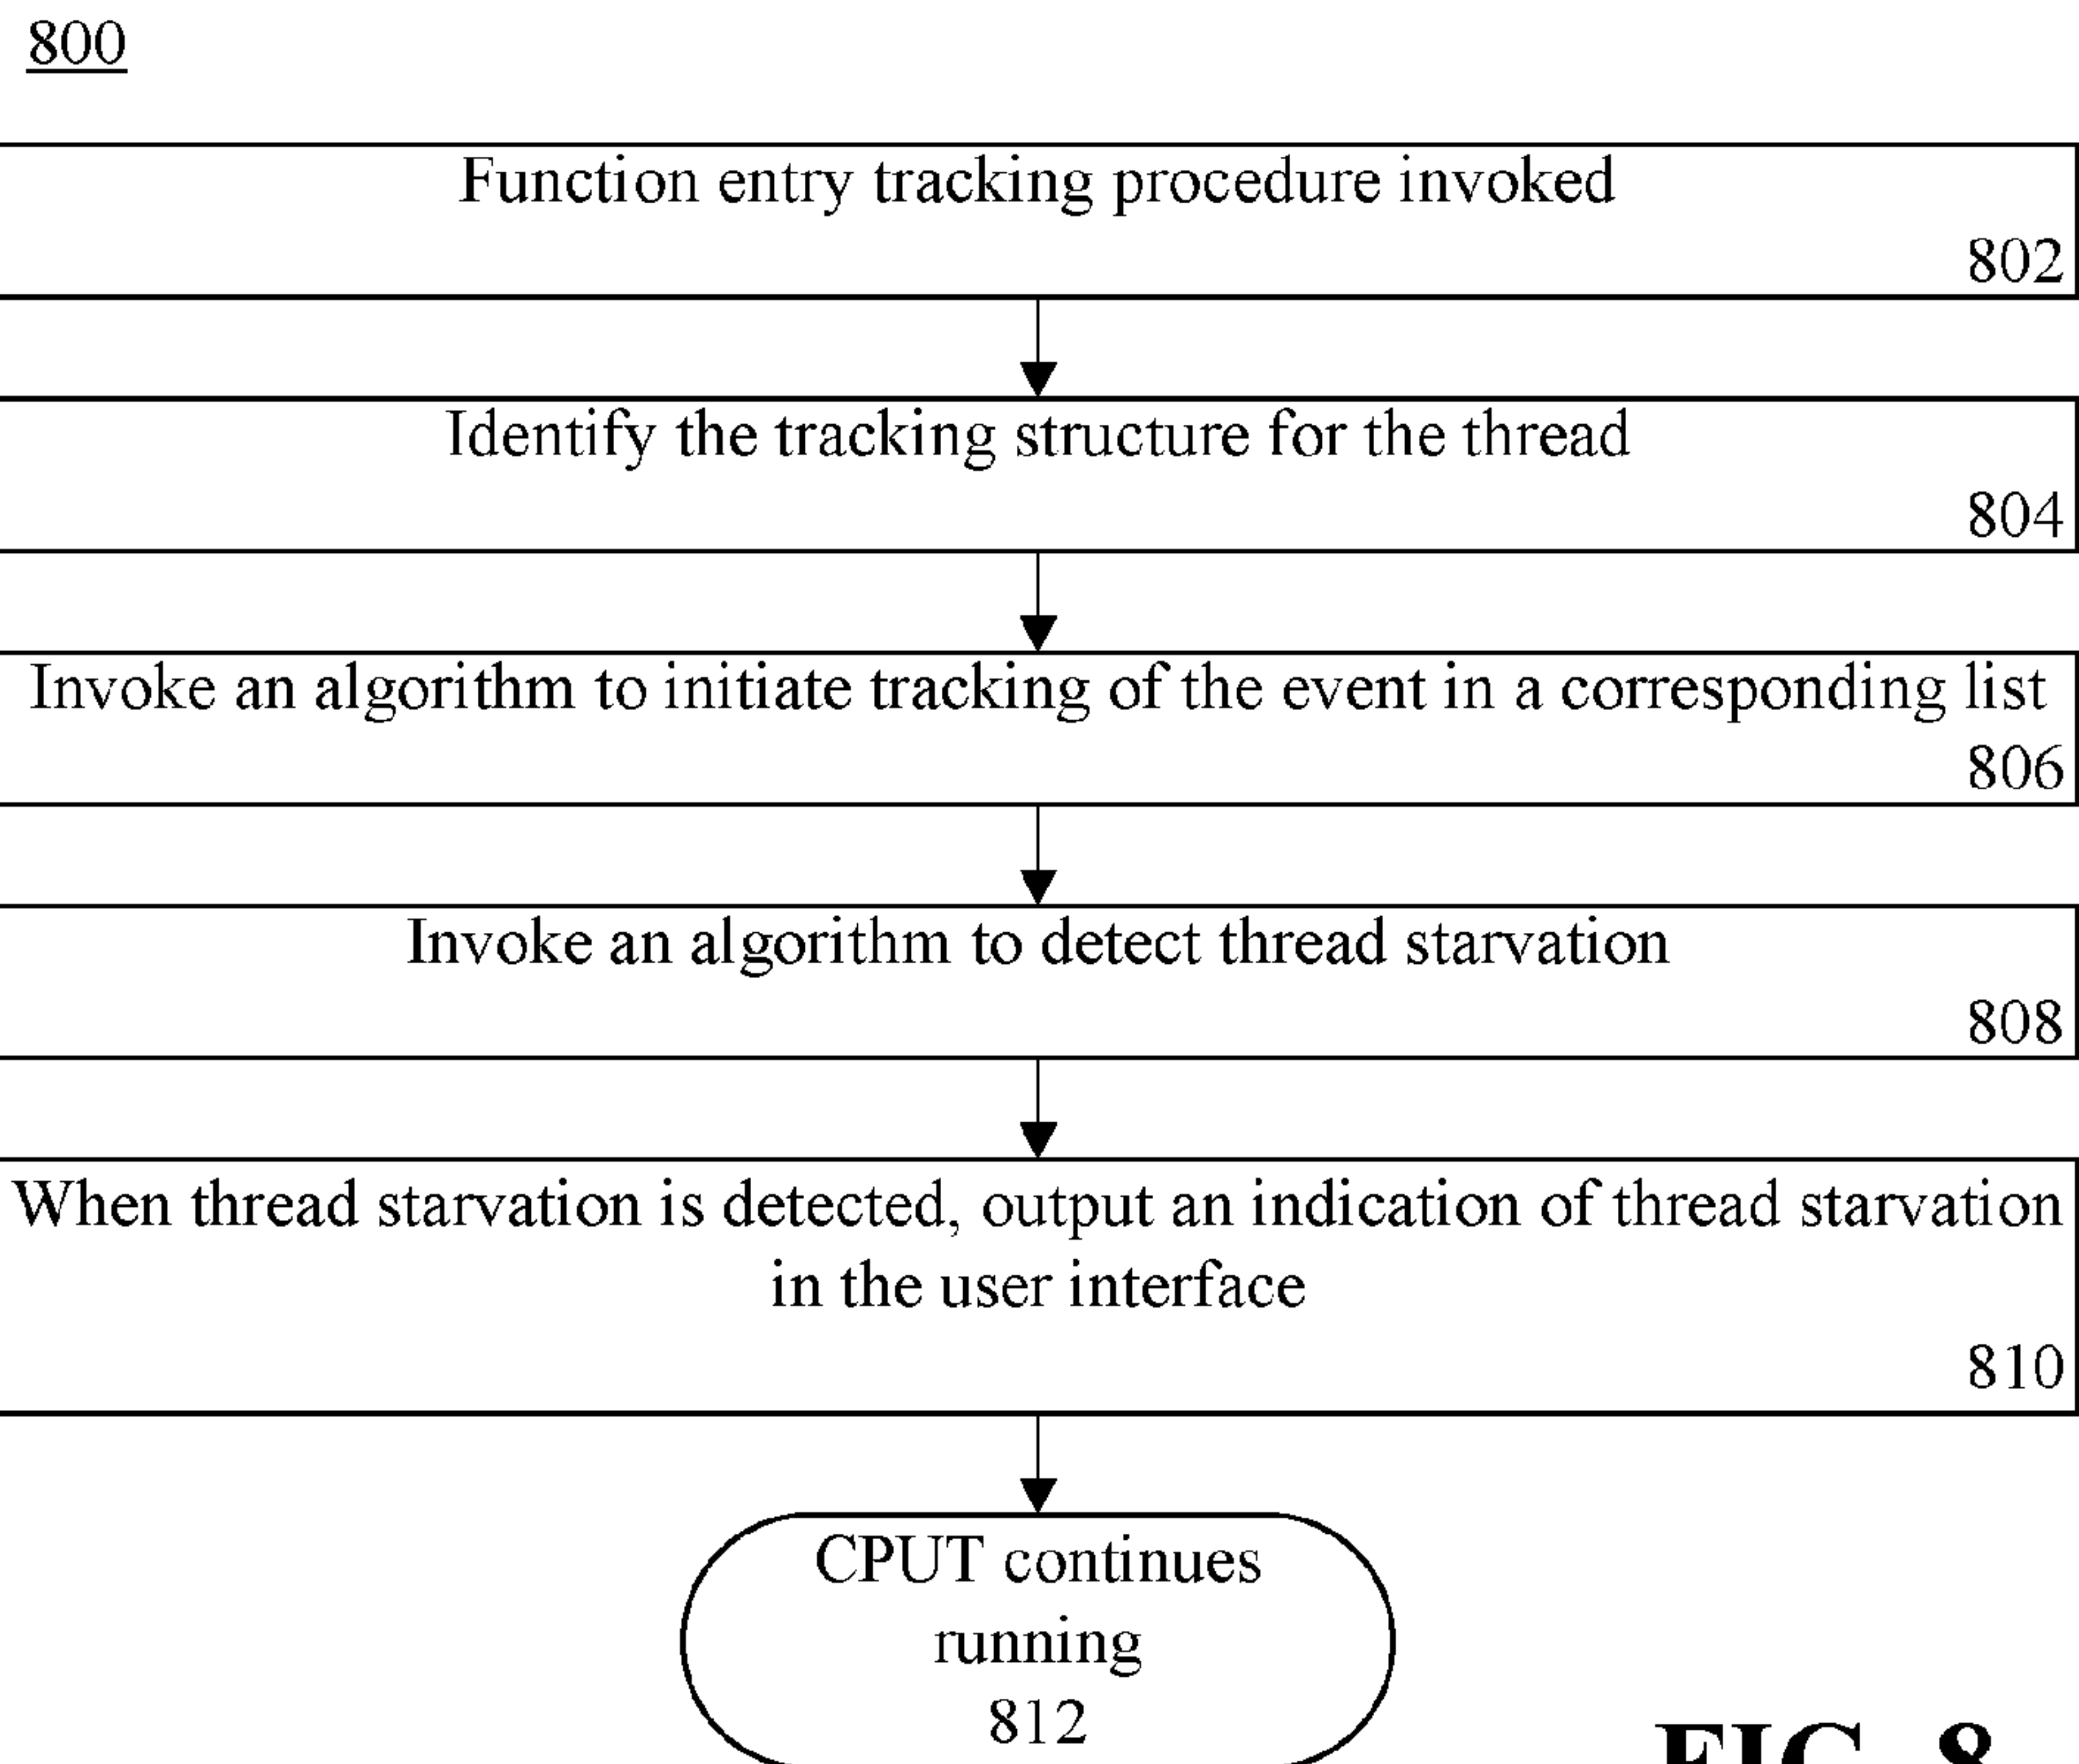 800
Function entry tracking procedure invoked
802
Identify the tracking structure for the thread
804
Invoke an algorithm to initiate tracking of the event in a corresponding list
806
Invoke an algorithm to detect thread starvation
808
When thread starvation is detected, output an indication of thread starvation
in the user interface
810
CPUT continues
running
812
FIG. 8